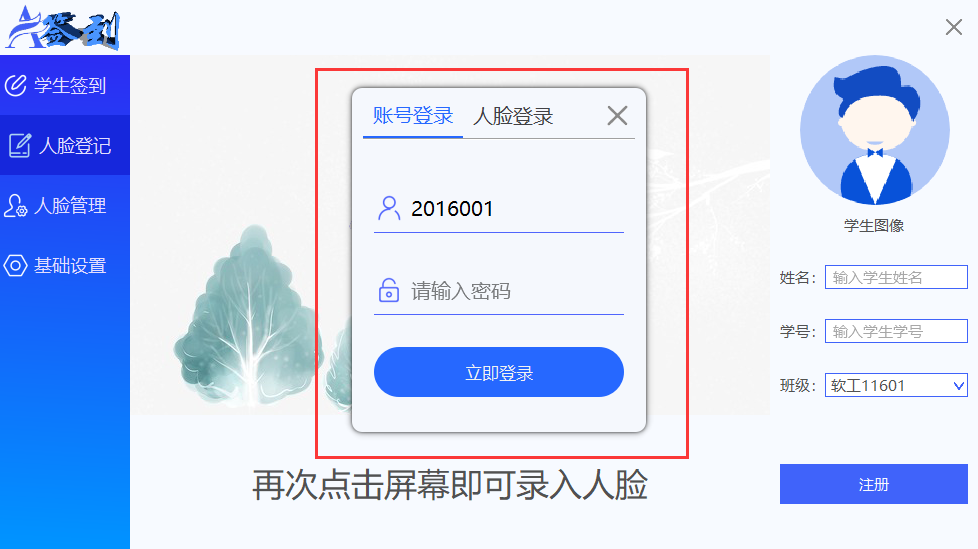 A签到
学生签到
人脸登记
人脸管理
基础设置
账号登录 人脸登录
2016001
请输入密码
立即登录
再次点击屏幕即可录入人脸
学生图像
姓名: 输入学生姓名
学号: 输入学生学号
班级: 软工11601
注册